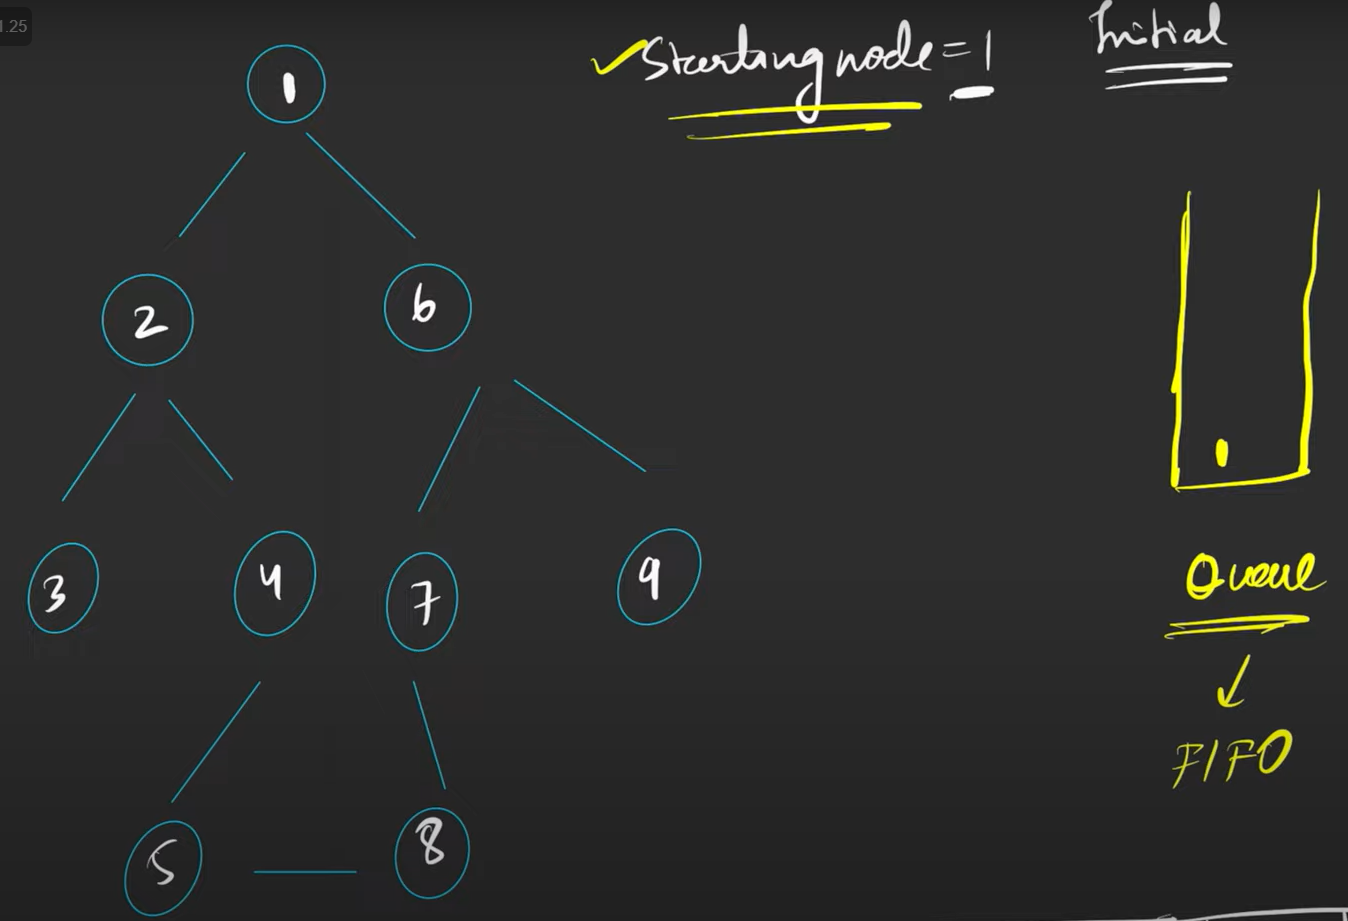 1.25
Starting node = 1
Initial
1
2
6
3
4
7
9
5
8
1
Queue
FIFO